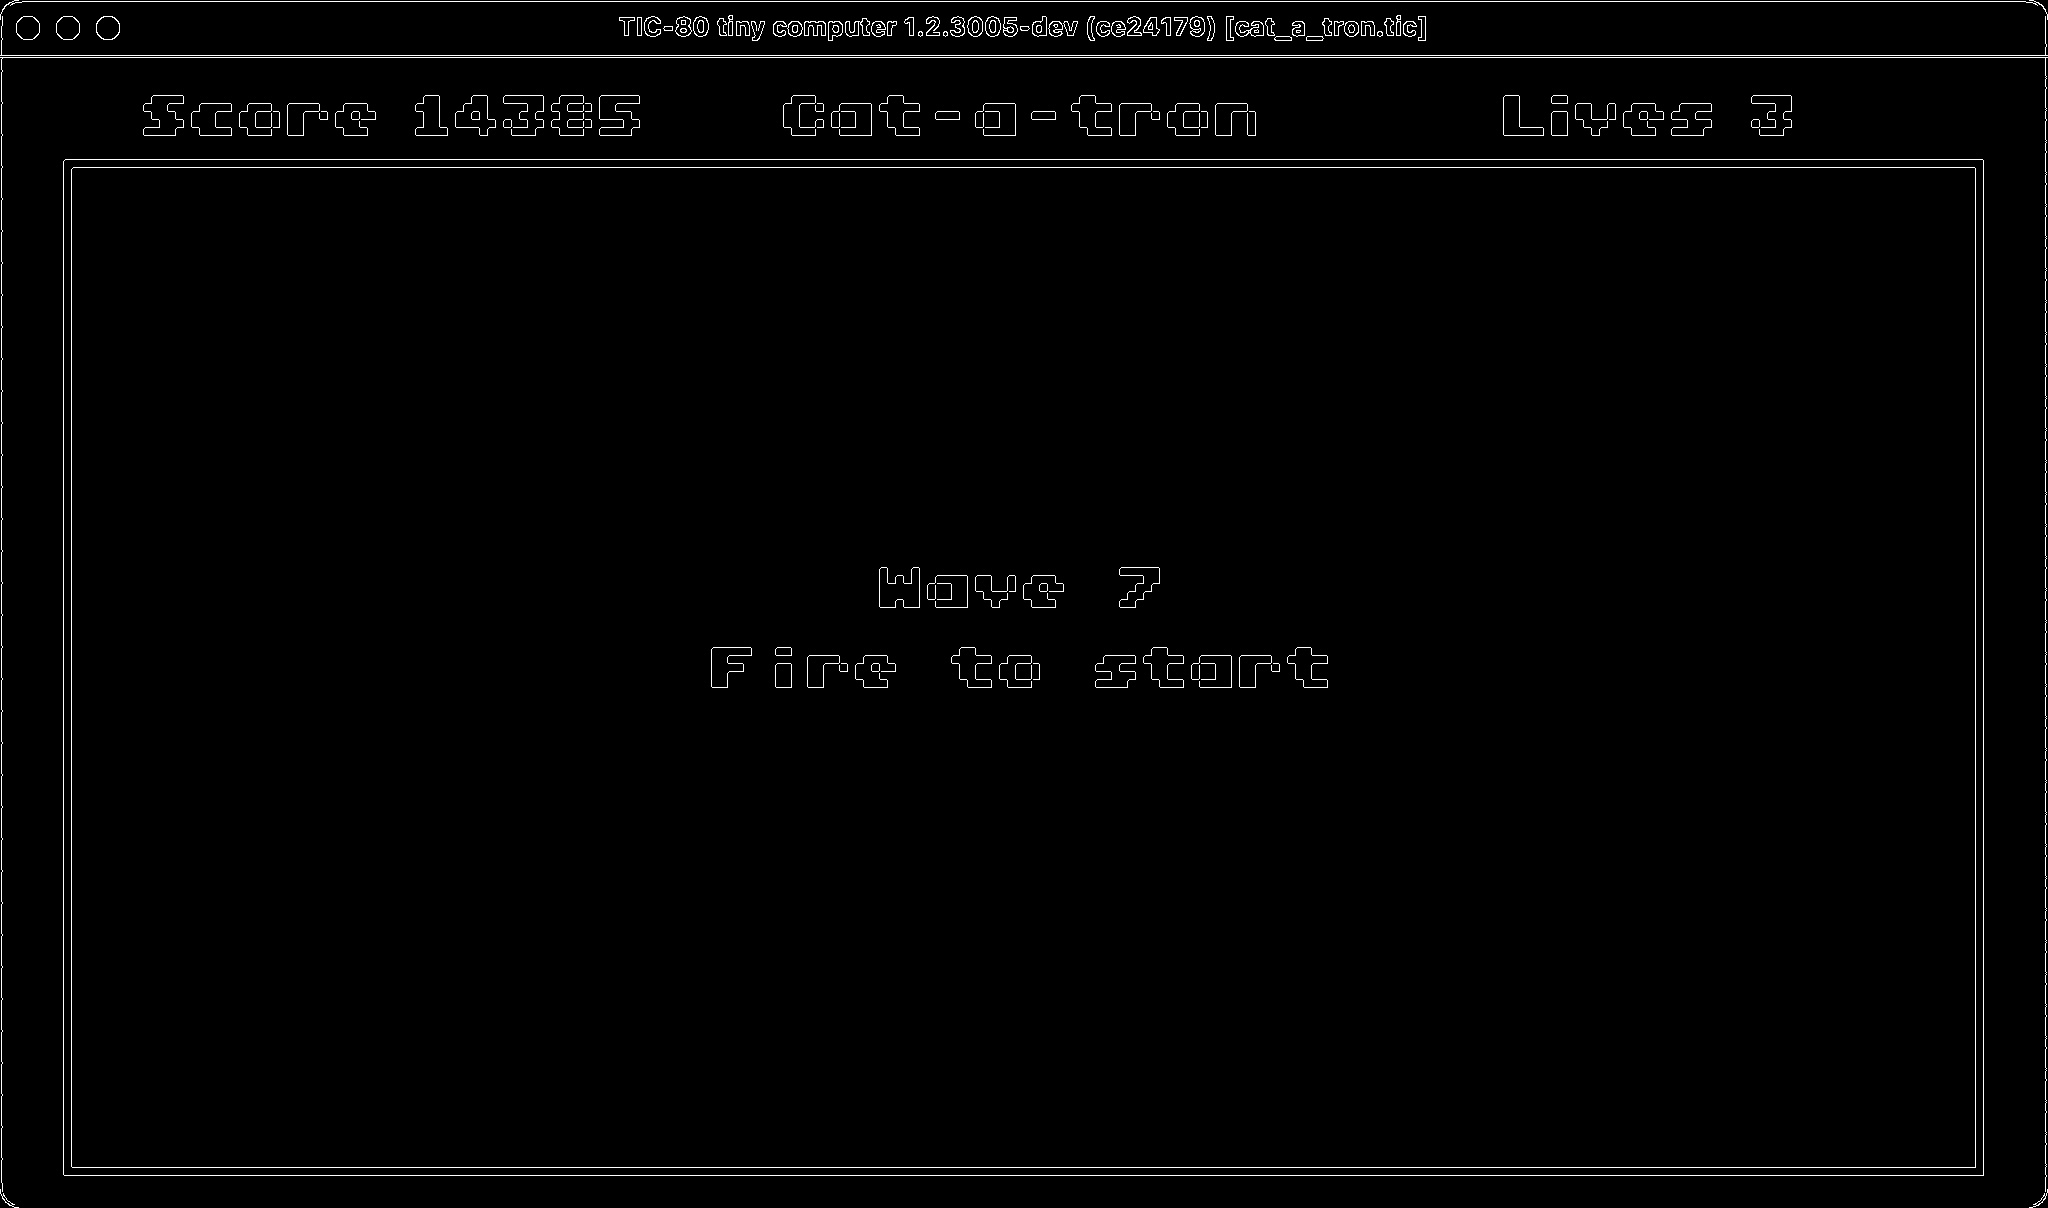 TIC-80 tiny computer 1.2.3005-dev (ce24179) [cat_a_tron.tic]
Score 14385 Cat-a-tron Lives 3
Wave 7
Fire to start